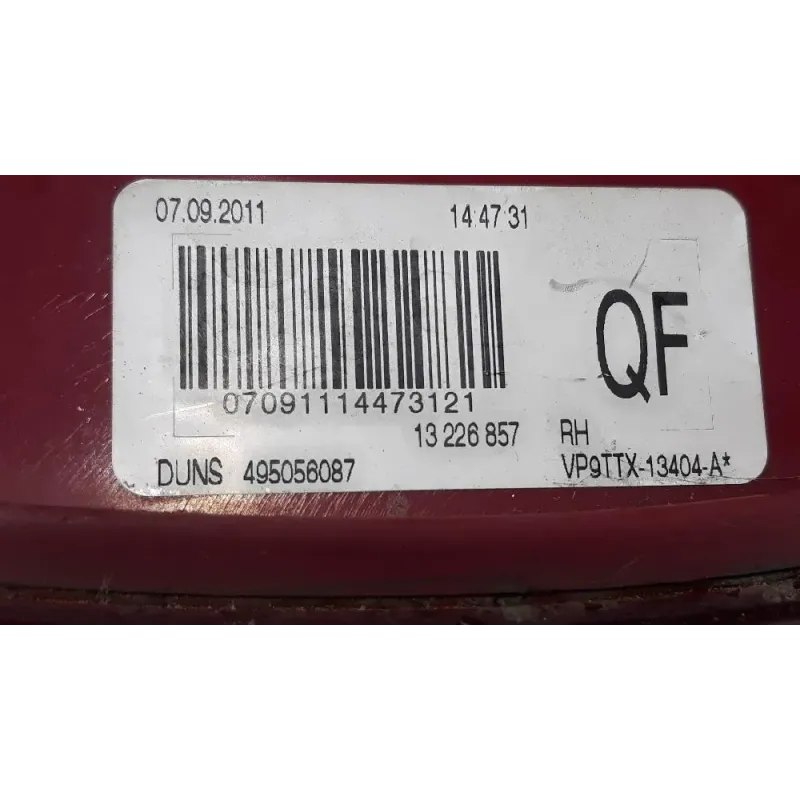 07.09.2011 14:47:31
QF
07091114473121
13 226 857 RH
DUNS 495056087 VP9TTX-13404-A*